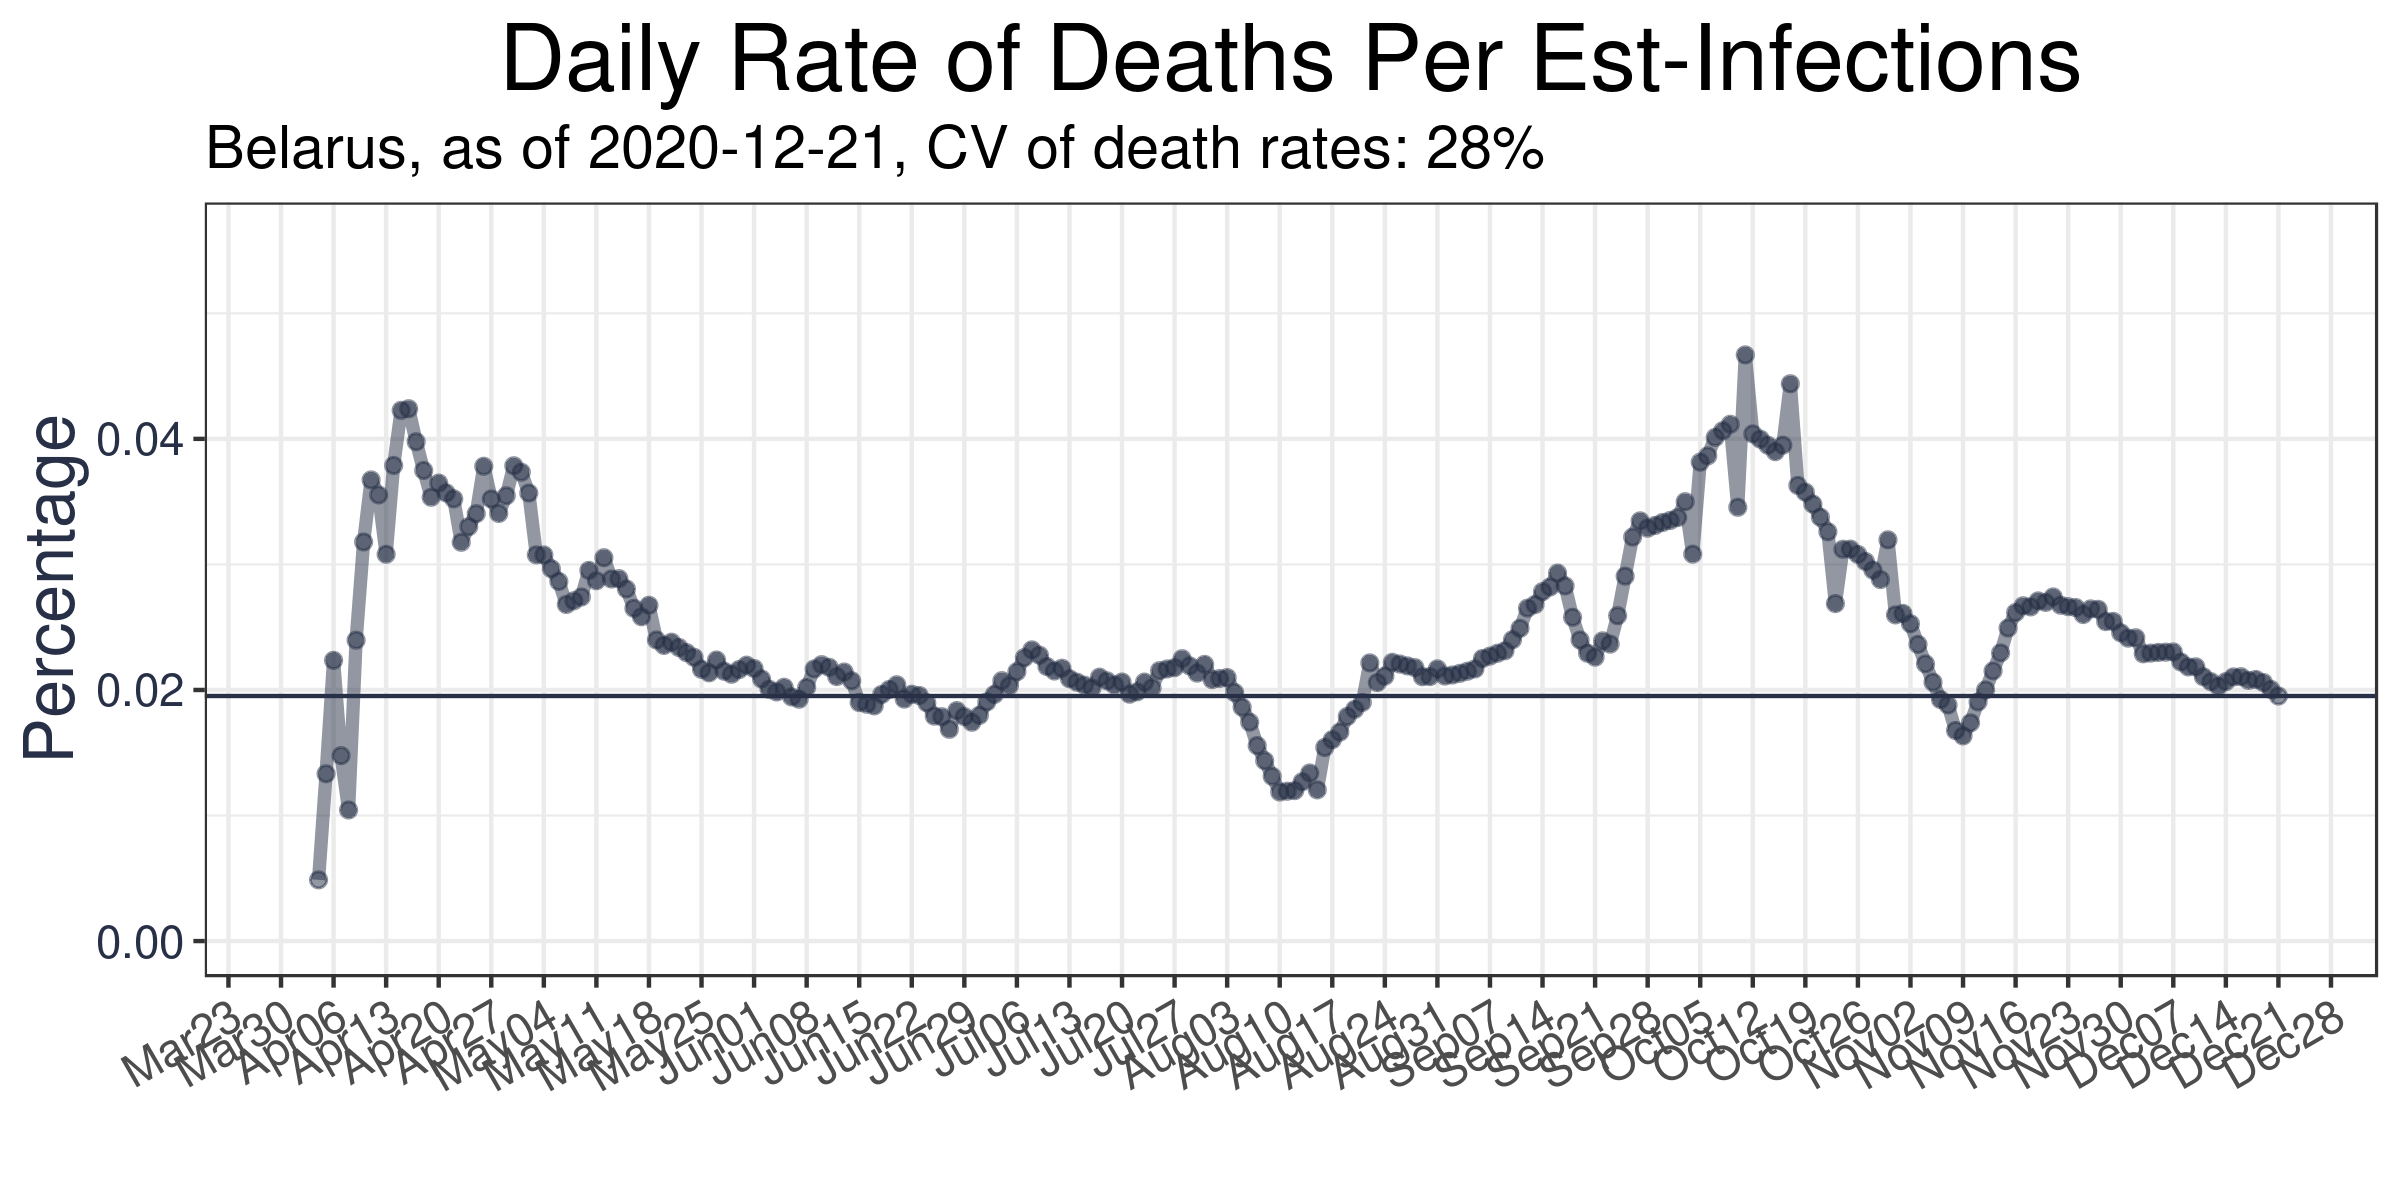 Daily Rate of Deaths Per Est-Infections
Belarus, as of 2020-12-21, CV of death rates: 28%
Percentage
0.04
0.02
0.00
Mar23
Mar30
Apr06
Apr13
Apr20
Apr27
May04
May11
May18
May25
Jun01
Jun08
Jun15
Jun22
Jun29
Jul06
Jul13
Jul20
Jul27
Aug03
Aug10
Aug17
Aug24
Aug31
Sep07
Sep14
Sep21
Sep28
Oct05
Oct12
Oct19
Oct26
Nov02
Nov09
Nov16
Nov23
Nov30
Dec07
Dec14
Dec21
Dec28